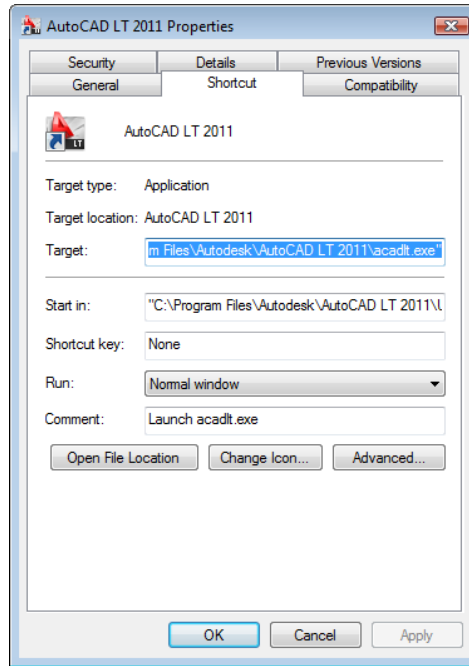 AutoCAD LT 2011 Properties
Security Details Previous Versions
General Shortcut Compatibility
LT
AutoCAD LT 2011
Target type: Application
Target location: AutoCAD LT 2011
Target: m Files\Autodesk\AutoCAD LT 2011\acadlt.exe"
Start in: "C:\Program Files\Autodesk\AutoCAD LT 2011\U
Shortcut key: None
Run: Normal window
Comment: Launch acadlt.exe
Open File Location Change Icon... Advanced...
OK Cancel Apply